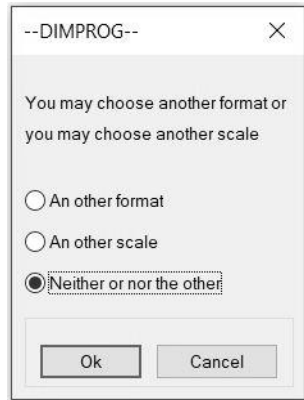 --DIMPROG--
You may choose another format or
you may choose another scale
An other format
An other scale
Neither or nor the other
Ok
Cancel